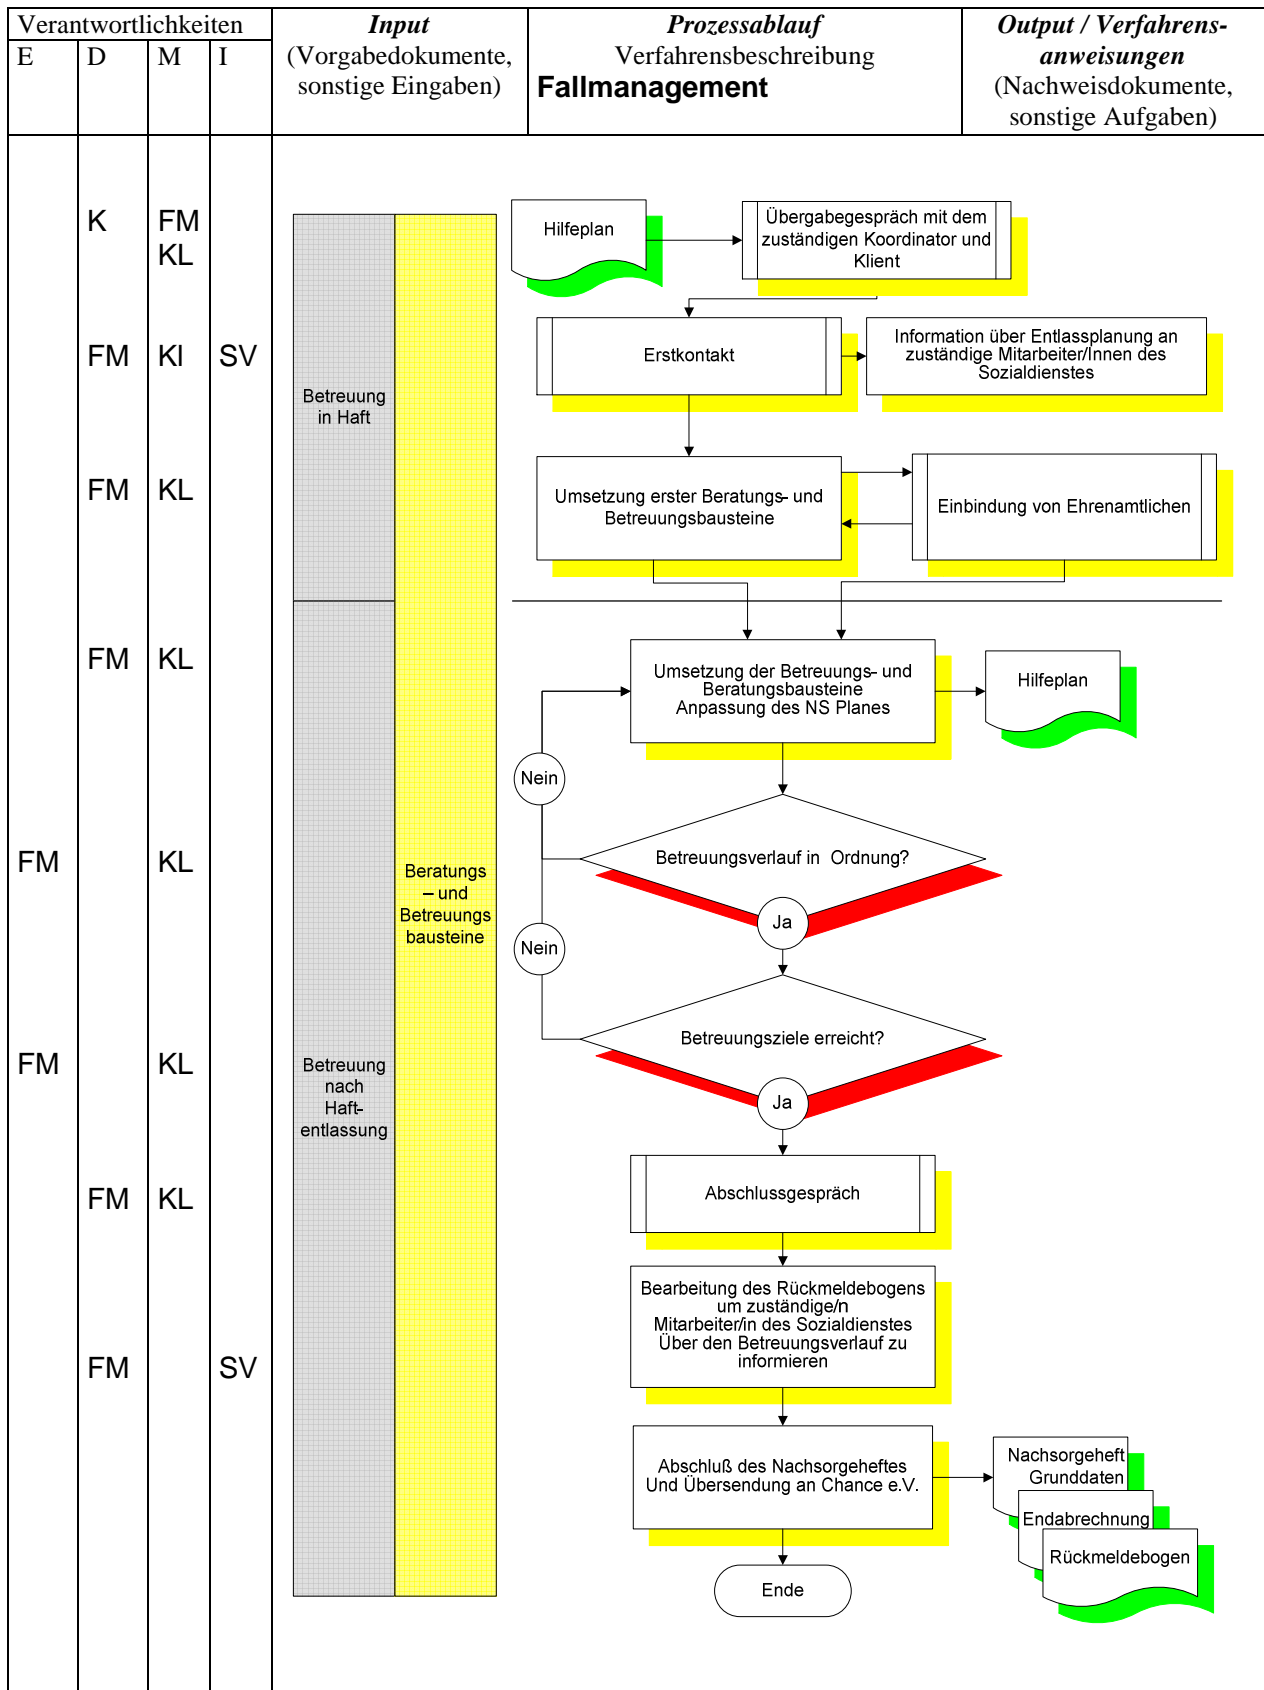 Verantwortlichkeiten
E D M I
Input
(Vorgabedokumente,
sonstige Eingaben)
Prozessablauf
Verfahrensbeschreibung
Fallmanagement
Output / Verfahrens-
anweisungen
(Nachweisdokumente,
sonstige Aufgaben)
K FM
KL
Hilfeplan
Übergabegespräch mit dem
zuständigen Koordinator und
Klient
FM KI SV
Betreuung
in Haft
Erstkontakt
Information über Entlassplanung an
zuständige Mitarbeiter/Innen des
Sozialdienstes
FM KL
Umsetzung erster Beratungs- und
Betreuungsbausteine
Einbindung von Ehrenamtlichen
FM KL
Umsetzung der Betreuungs- und
Beratungsbausteine
Anpassung des NS Planes
Hilfeplan
Nein
FM KL
Beratungs
– und
Betreuungs
bausteine
Betreuungsverlauf in Ordnung?
Ja
Nein
FM KL
Betreuung
nach
Haft-
entlassung
Betreuungsziele erreicht?
Ja
FM KL
Abschlussgespräch
FM SV
Bearbeitung des Rückmeldebogens
um zuständige/n
Mitarbeiter/in des Sozialdienstes
Über den Betreuungsverlauf zu
informieren
Abschluß des Nachsorgeheftes
Und Übersendung an Chance e.V.
Nachsorgeheft
Grunddaten
Endabrechnung
Rückmeldebogen
Ende